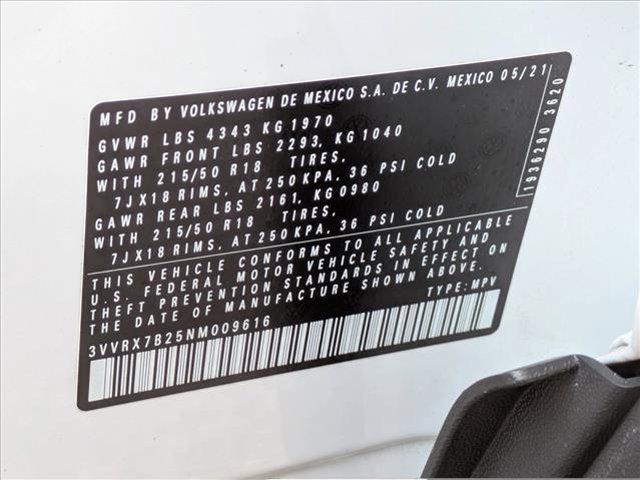 MFD BY VOLKSWAGEN DE MEXICO S.A. DE C.V. MEXICO 05/21
GVWR LBS 4343 KG 1970
GAWR FRONT LBS 2293, KG 1040
WITH 215/50 R18 TIRES,
7JX18 RIMS, AT 250 KPA, 36 PSI COLD
GAWR REAR LBS 2161, KG 0980
WITH 215/50 R18 TIRES,
7JX18 RIMS, AT 250 KPA, 36 PSI COLD
THIS VEHICLE CONFORMS TO ALL APPLICABLE
U.S. FEDERAL MOTOR VEHICLE SAFETY AND
THEFT PREVENTION STANDARDS IN EFFECT ON
THE DATE OF MANUFACTURE SHOWN ABOVE.
3VVRX7B25NM009616 TYPE: MPV
1936290 3620